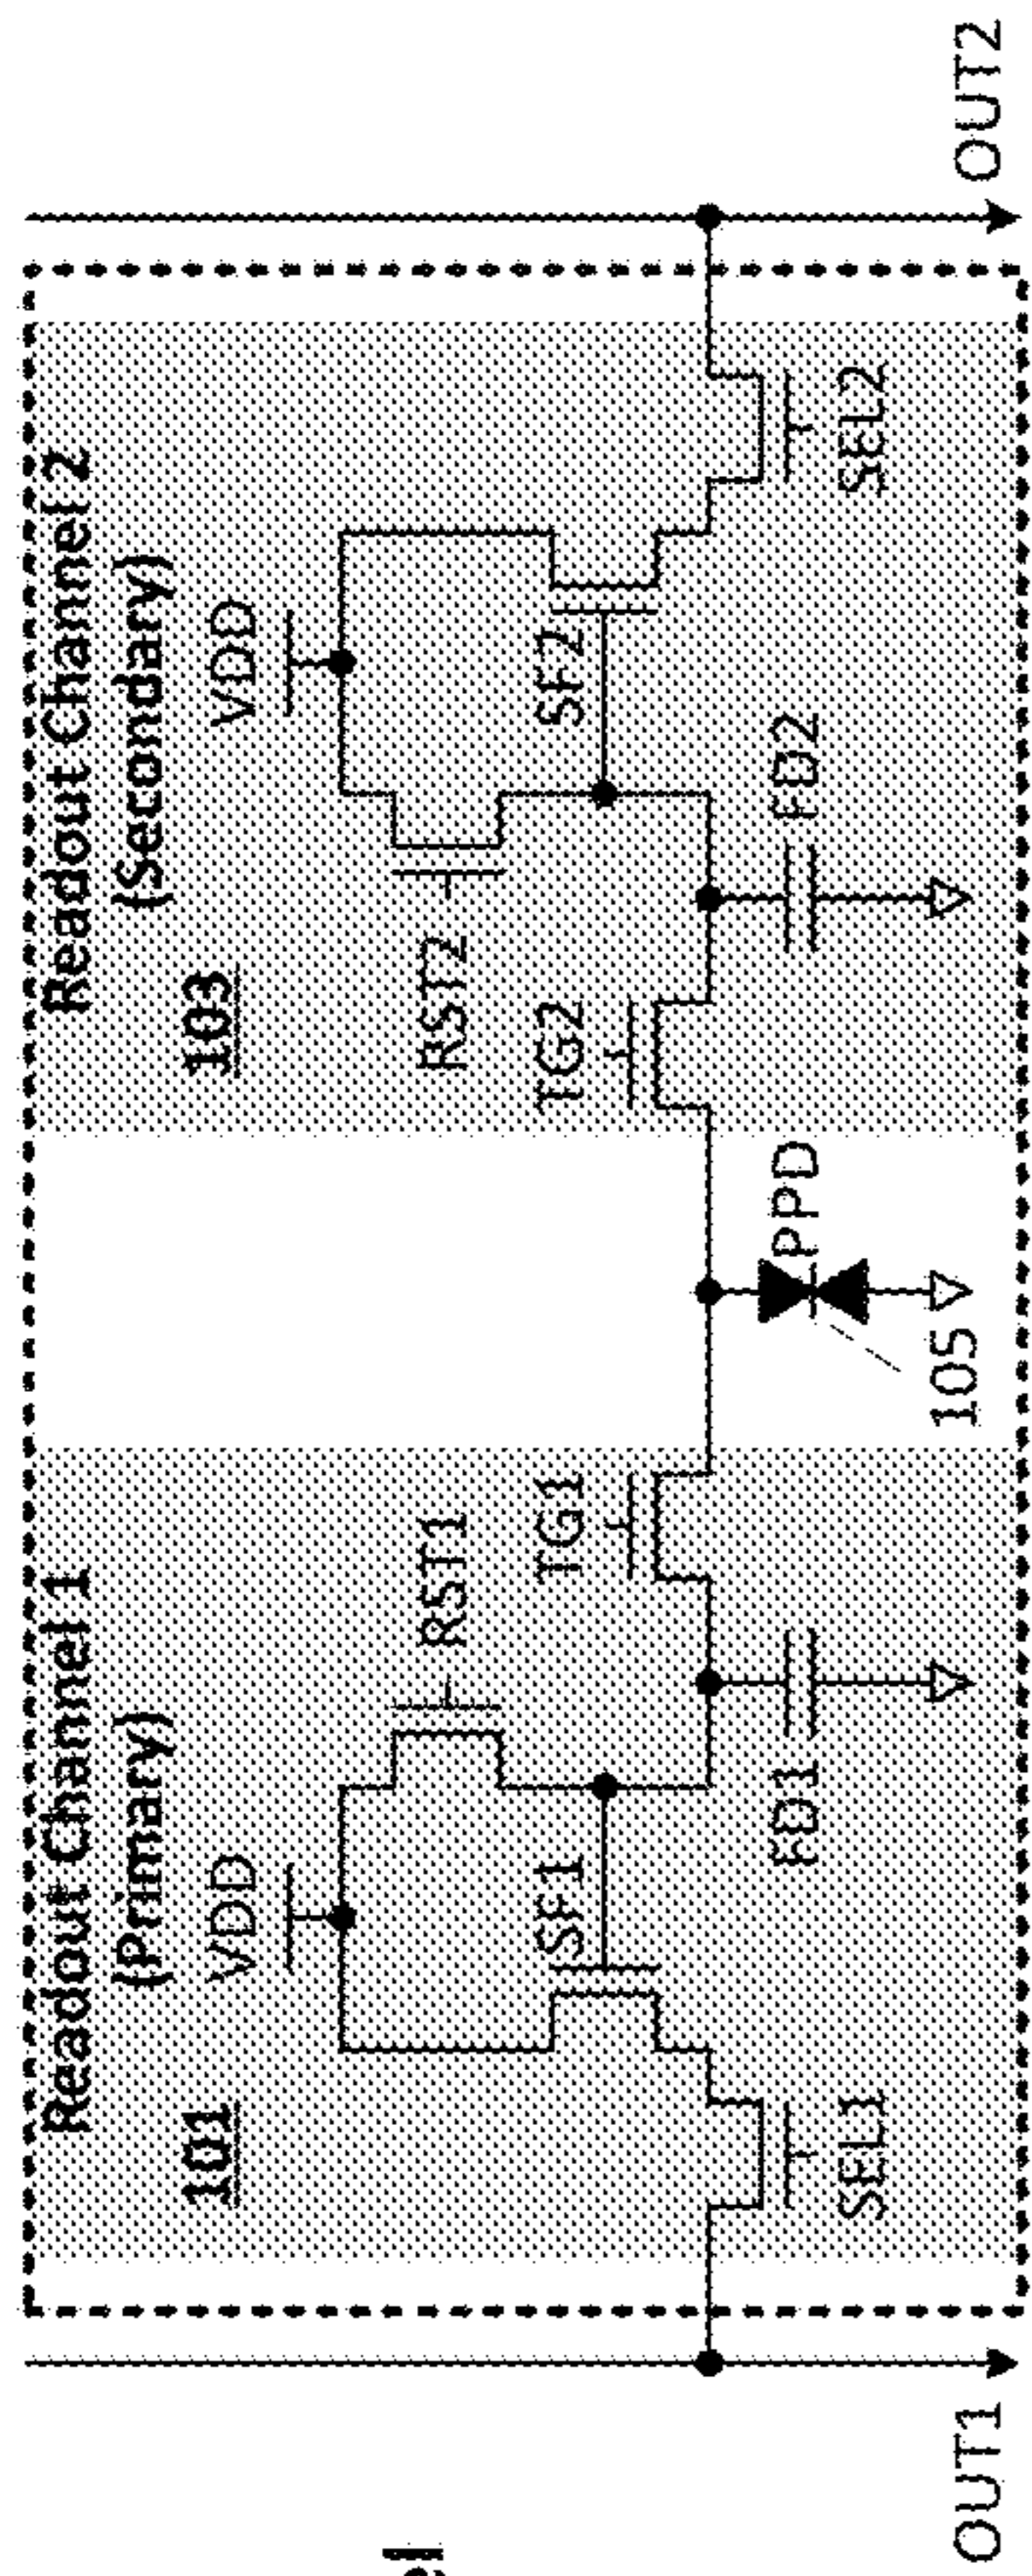 Readout Channel 1
(Primary)
101
VDD
RST1
SF1
TG1
SEL1
FD1
OUT1
PPD
105
Readout Channel 2
(Secondary)
103
VDD
RST2
SF2
TG2
FD2
SEL2
OUT2
el